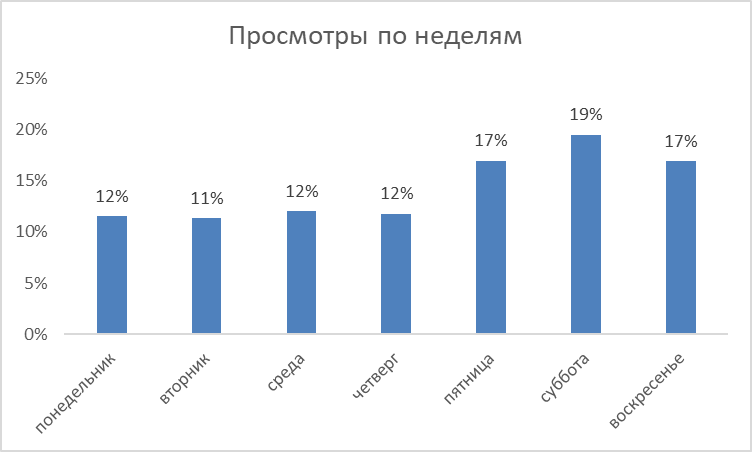 Просмотры по неделям
25%
20%
15%
10%
5%
0%
12%
11%
12%
12%
17%
19%
17%
понедельник
вторник
среда
четверг
пятница
суббота
воскресенье